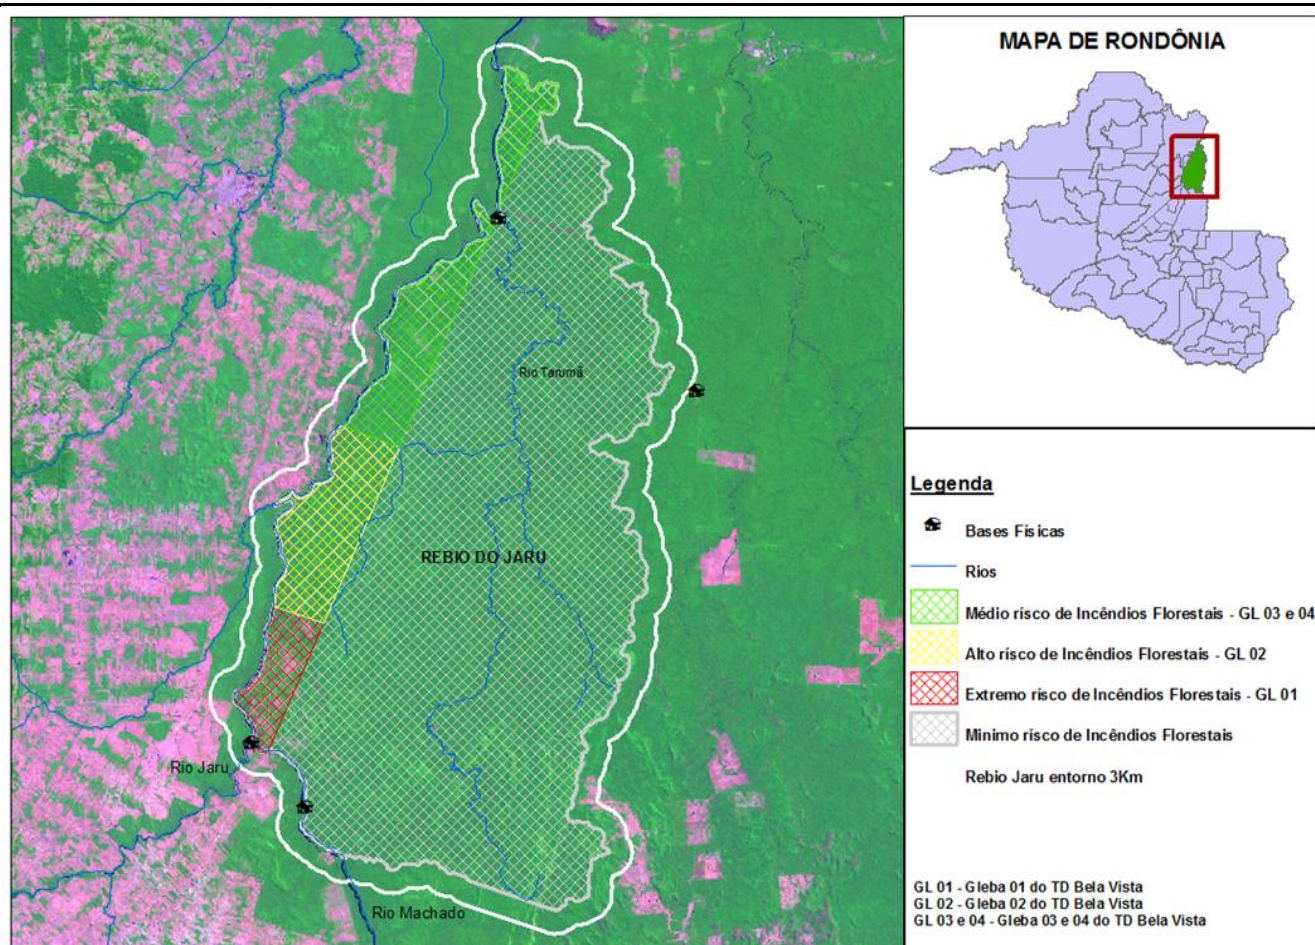 MAPA DE RONDÔNIA
Rio Tarumã
REBIO DO JARU
Rio Jaru
Rio Machado
Legenda
Bases Físicas
Rios
Médio risco de Incêndios Florestais - GL 03 e 04
Alto risco de Incêndios Florestais - GL 02
Extremo risco de Incêndios Florestais - GL 01
Minimo risco de Incêndios Florestais
Rebio Jaru entorno 3Km
GL 01 - Gleba 01 do TD Bela Vista
GL 02 - Gleba 02 do TD Bela Vista
GL 03 e 04 - Gleba 03 e 04 do TD Bela Vista